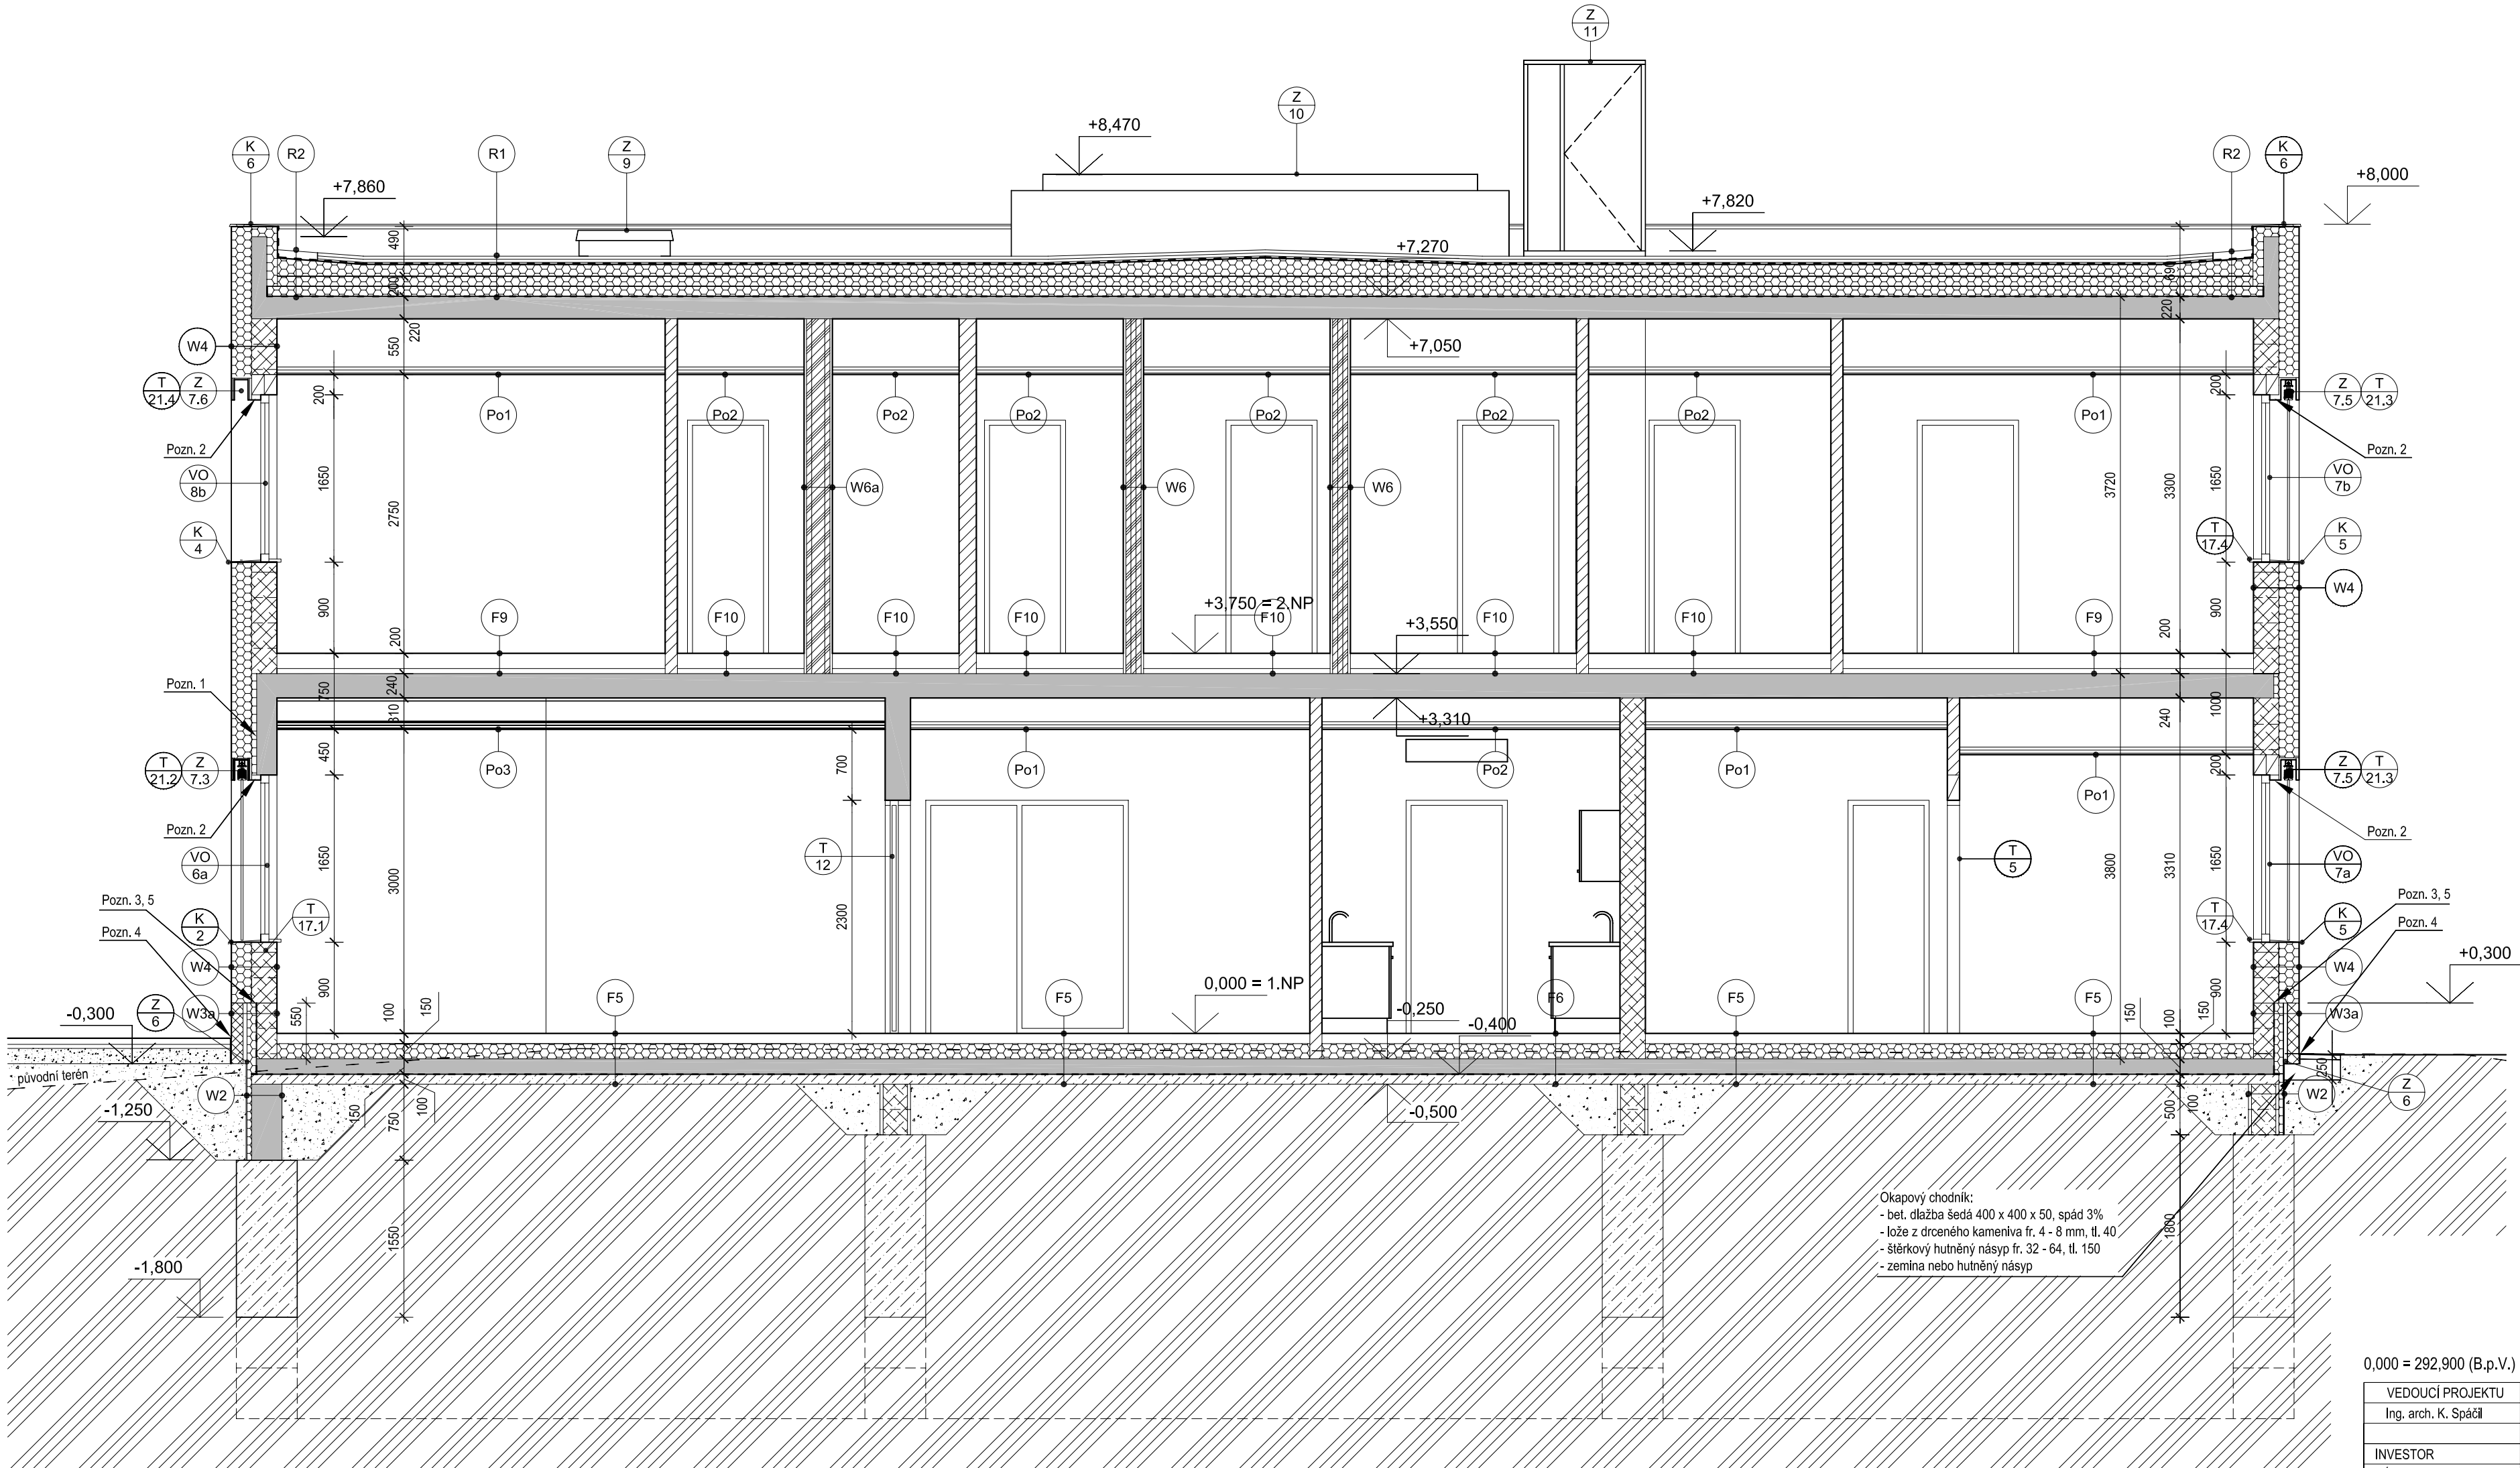 Z
11
Z
10
+8,470
K
6
R2
R1
Z
9
R2
K
6
+7,860
+8,000
+7,820
490
+7,270
200
690
220
220
550
W4
+7,050
T
21.4
Z
7.6
200
Po1
Po2
Po2
Po2
Po2
Po2
Po2
Po1
200
Z
7.5
T
21.3
Pozn. 2
Pozn. 2
VO
8b
1650
2750
W6a
W6
W6
3720
3300
1650
VO
7b
K
4
T
17.4
K
5
900
W4
+3,750 = 2.NP
F9
F10
F10
F10
F10
F10
F10
F9
900
200
+3,550
200
Pozn. 1
750
240
310
+3,310
240
1000
450
T
21.2
Z
7.3
Po3
700
Po1
Po2
Po1
Po1
200
Z
7.5
T
21.3
Pozn. 2
Pozn. 2
VO
6a
1650
3000
T
12
T
5
3800
3310
1650
VO
7a
Pozn. 3, 5
Pozn. 3, 5
K
2
T
17.1
2300
T
17.4
K
5
Pozn. 4
Pozn. 4
W4
W4
+0,300
900
0,000 = 1.NP
900
Z
6
W3a
F5
F5
F6
F5
F5
W3a
-0,300
550
100
150
-0,250
-0,400
150
100
150
původní terén
250
W2
W2
Z
6
-1,250
150
750
100
-0,500
500
100
Okapový chodník:
- bet. dlažba šedá 400 x 400 x 50, spád 3%
- lože z drceného kameniva fr. 4 - 8 mm, tl. 40
- štěrkový hutněný násyp fr. 32 - 64, tl. 150
- zemina nebo hutněný násyp
1550
1800
-1,800
0,000 = 292,900 (B.p.V.)
VEDOUCÍ PROJEKTU
Ing. arch. K. Spáčil
INVESTOR